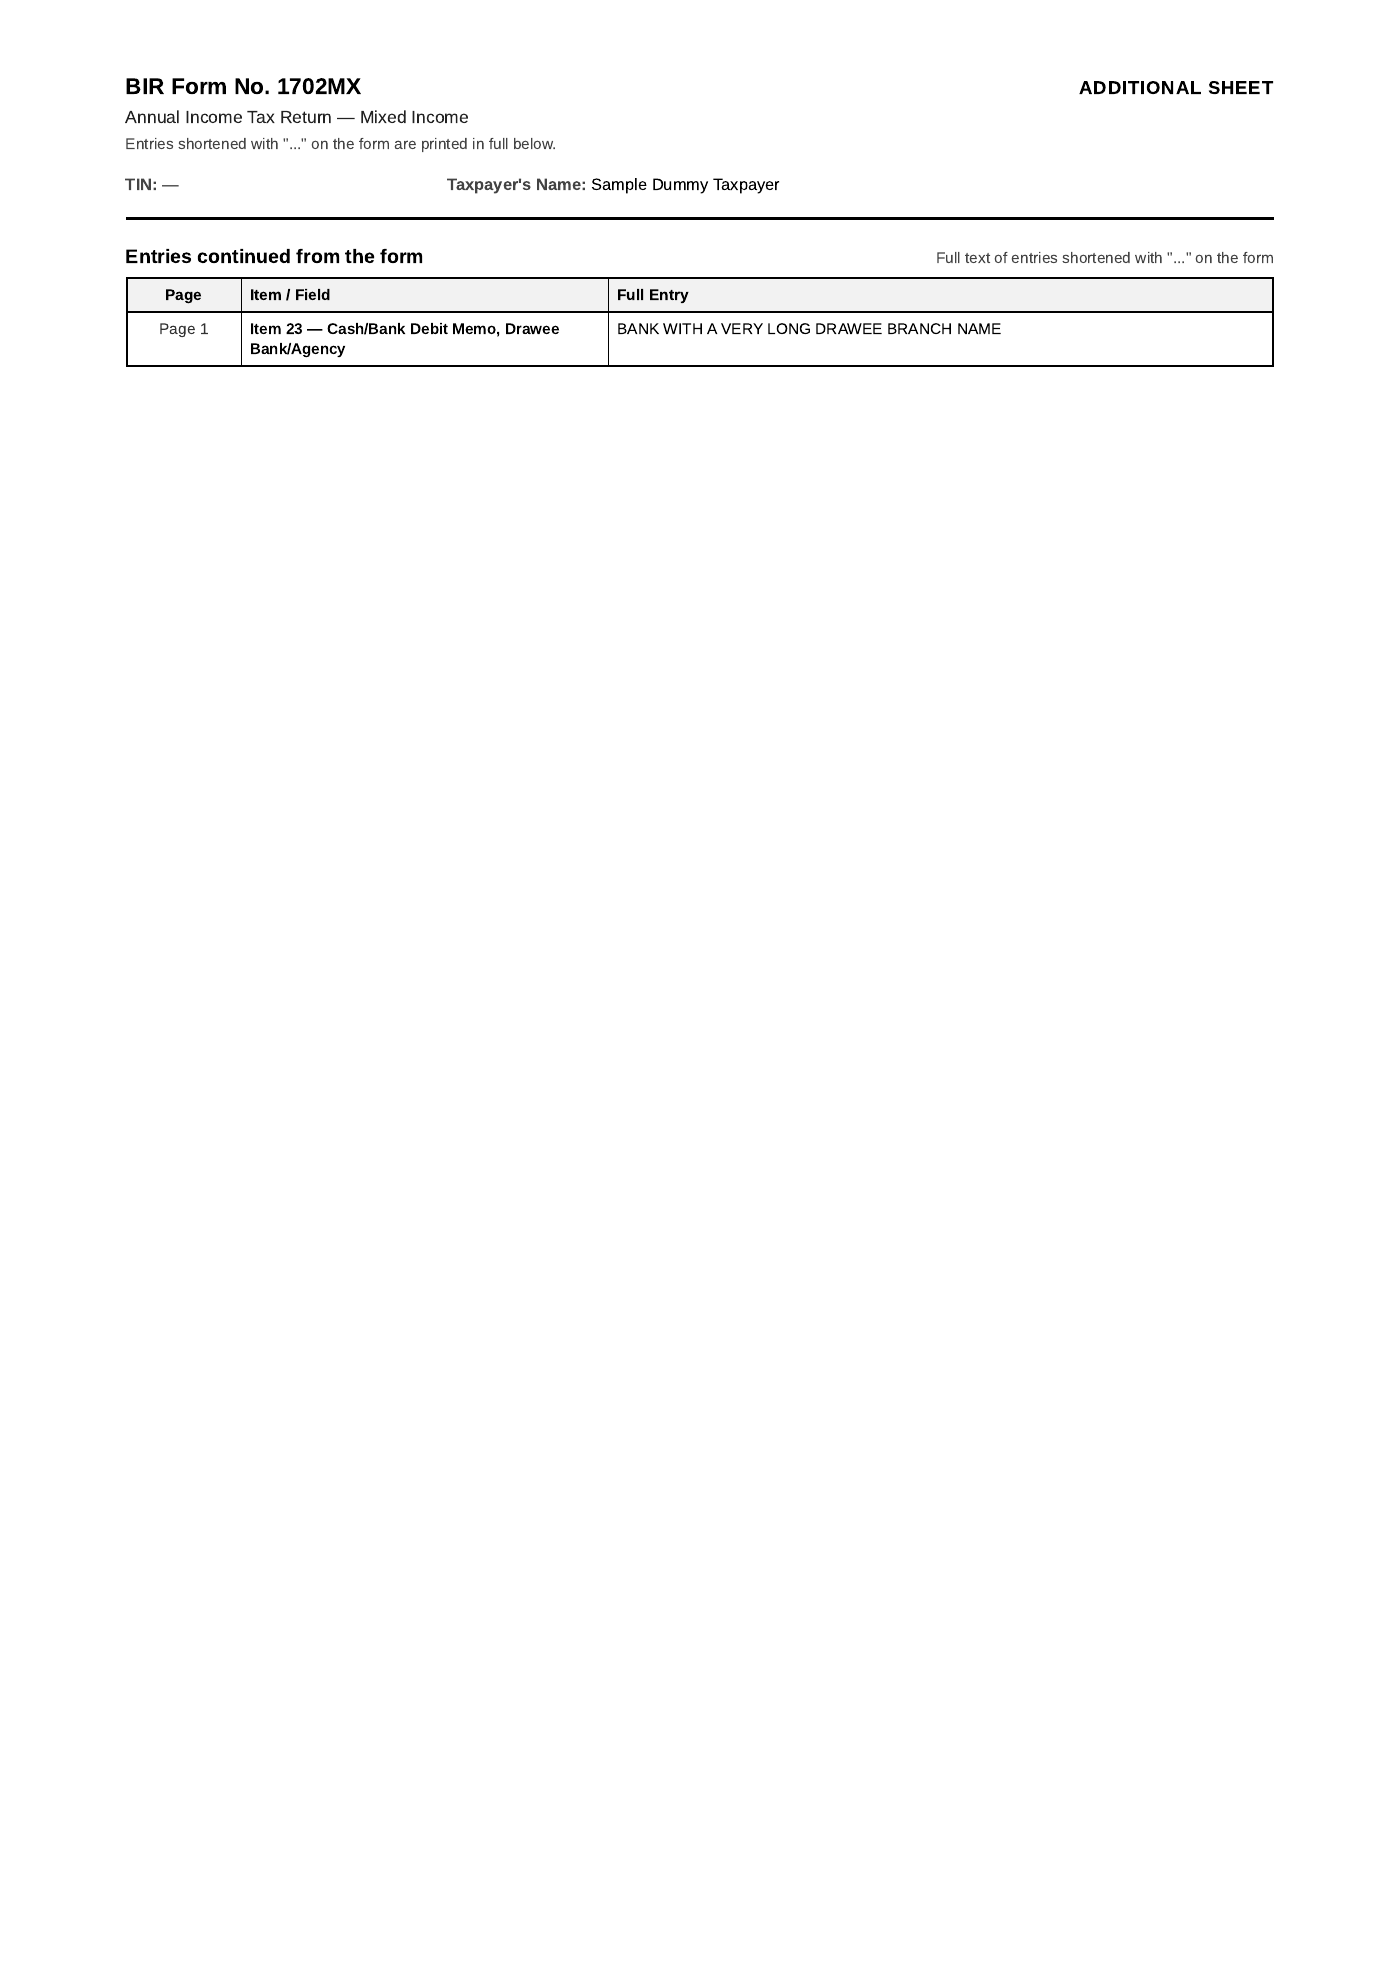 BIR Form No. 1702MX
ADDITIONAL SHEET
Annual Income Tax Return — Mixed Income
Entries shortened with "..." on the form are printed in full below.
TIN: —
Taxpayer's Name: Sample Dummy Taxpayer
Entries continued from the form
Full text of entries shortened with "..." on the form
Page
Item / Field
Full Entry
Page 1
Item 23 — Cash/Bank Debit Memo, Drawee
Bank/Agency
BANK WITH A VERY LONG DRAWEE BRANCH NAME